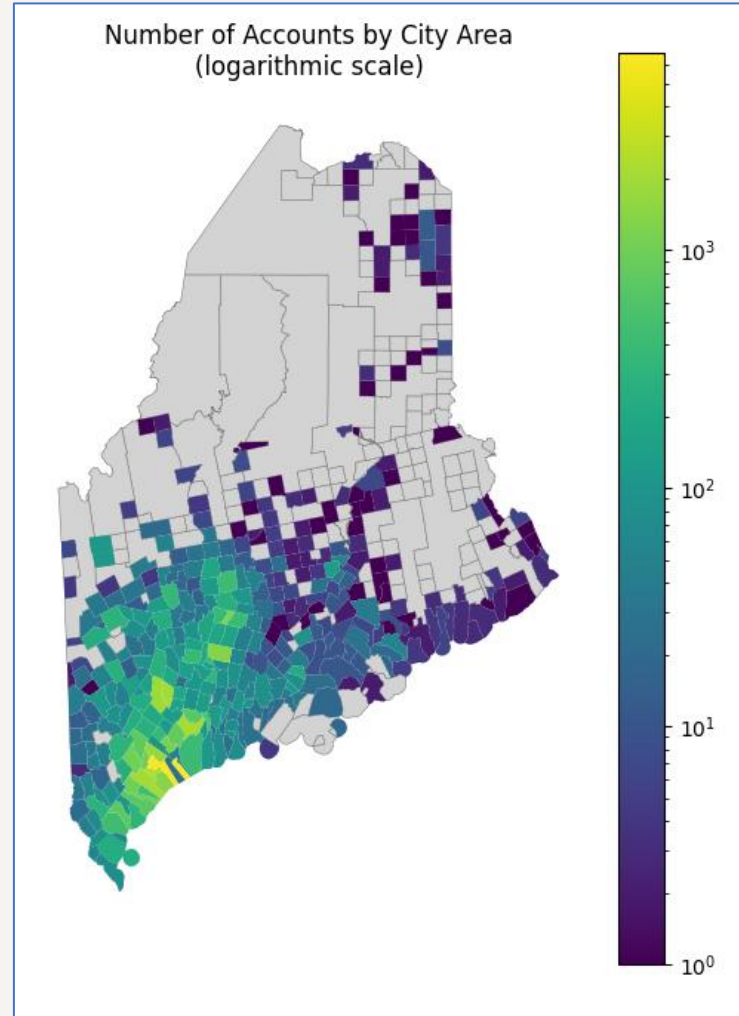 Number of Accounts by City Area
(logarithmic scale)
10³
10²
10¹
10⁰